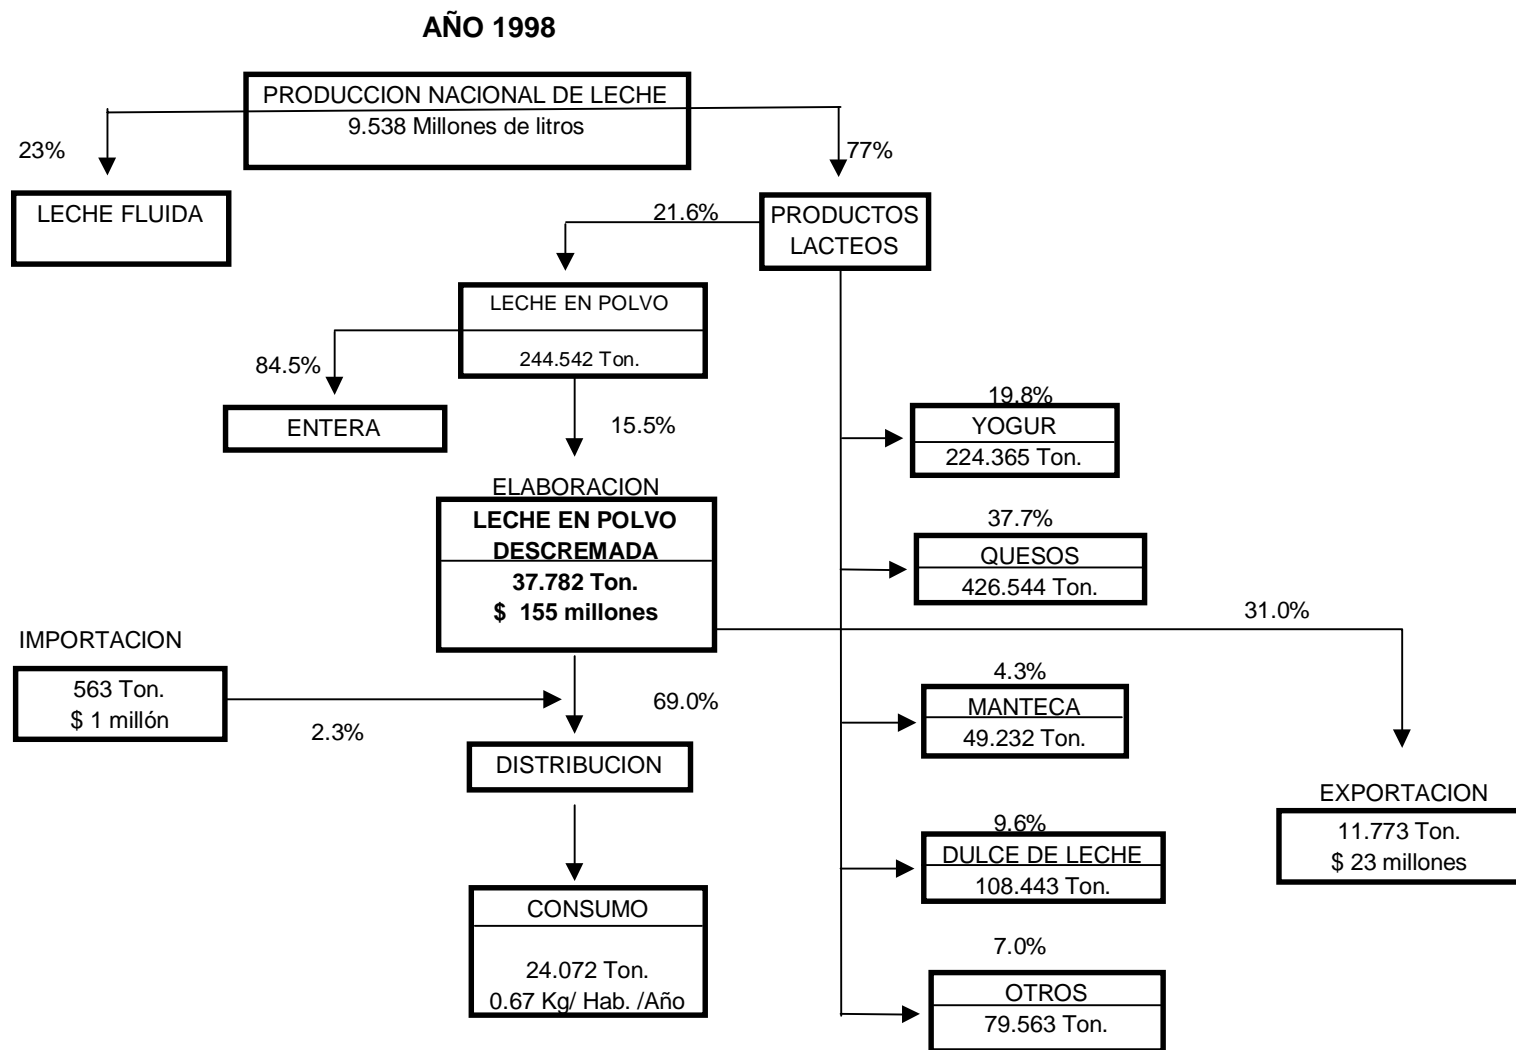 AÑO 1998
PRODUCCION NACIONAL DE LECHE
9.538 Millones de litros
23%
77%
LECHE FLUIDA
21.6%
PRODUCTOS
LACTEOS
LECHE EN POLVO
244.542 Ton.
84.5%
ENTERA
15.5%
19.8%
YOGUR
224.365 Ton.
ELABORACION
LECHE EN POLVO
DESCREMADA
37.782 Ton.
$ 155 millones
37.7%
QUESOS
426.544 Ton.
31.0%
IMPORTACION
563 Ton.
$ 1 millón
2.3%
69.0%
4.3%
MANTECA
49.232 Ton.
DISTRIBUCION
EXPORTACION
11.773 Ton.
$ 23 millones
9.6%
DULCE DE LECHE
108.443 Ton.
CONSUMO
24.072 Ton.
0.67 Kg/ Hab. /Año
7.0%
OTROS
79.563 Ton.